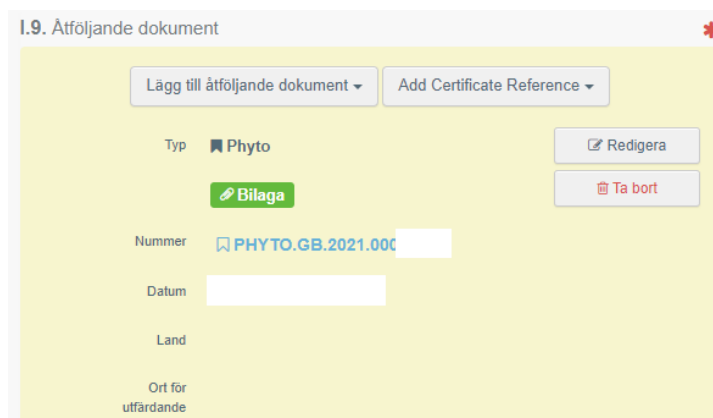 I.9. Åtföljande dokument *
Lägg till åtföljande dokument Add Certificate Reference
Typ Phyto Redigera
Bilaga Ta bort
Nummer PHYTO.GB.2021.000
Datum
Land
Ort för
utfärdande